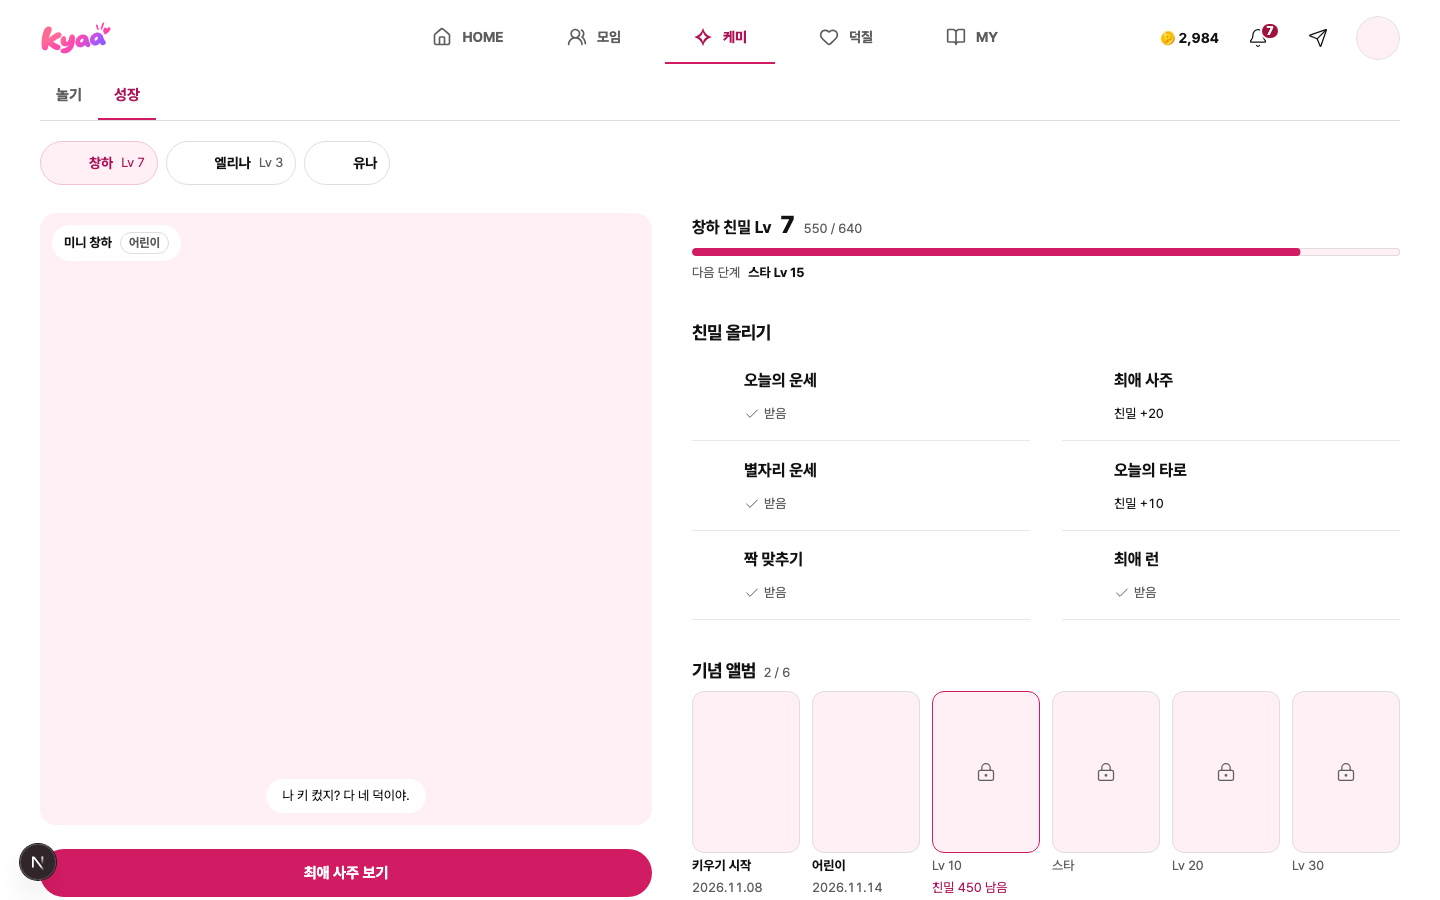 kyaa
HOME
모임
케미
덕질
MY
2,984
7
놀기
성장
창하 Lv 7
엘리나 Lv 3
유나
미니 창하 어린이
나 키 컸지? 다 네 덕이야.
N
최애 사주 보기
창하 친밀 Lv 7 550 / 640
다음 단계 스타 Lv 15
친밀 올리기
오늘의 운세
받음
최애 사주
친밀 +20
별자리 운세
받음
오늘의 타로
친밀 +10
짝 맞추기
받음
최애 런
받음
기념 앨범 2 / 6
키우기 시작
2026.11.08
어린이
2026.11.14
Lv 10
친밀 450 남음
스타
Lv 20
Lv 30